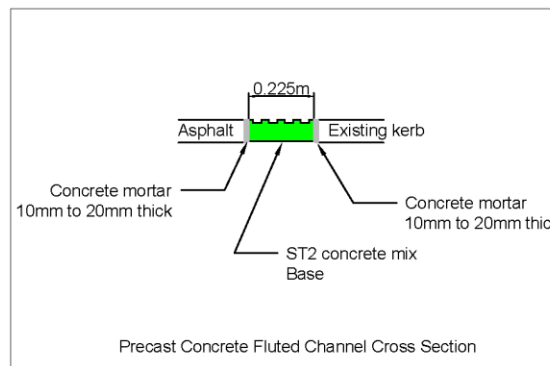 0.225m
Asphalt
Existing kerb
Concrete mortar
10mm to 20mm thick
Concrete mortar
10mm to 20mm thic
ST2 concrete mix
Base
Precast Concrete Fluted Channel Cross Section